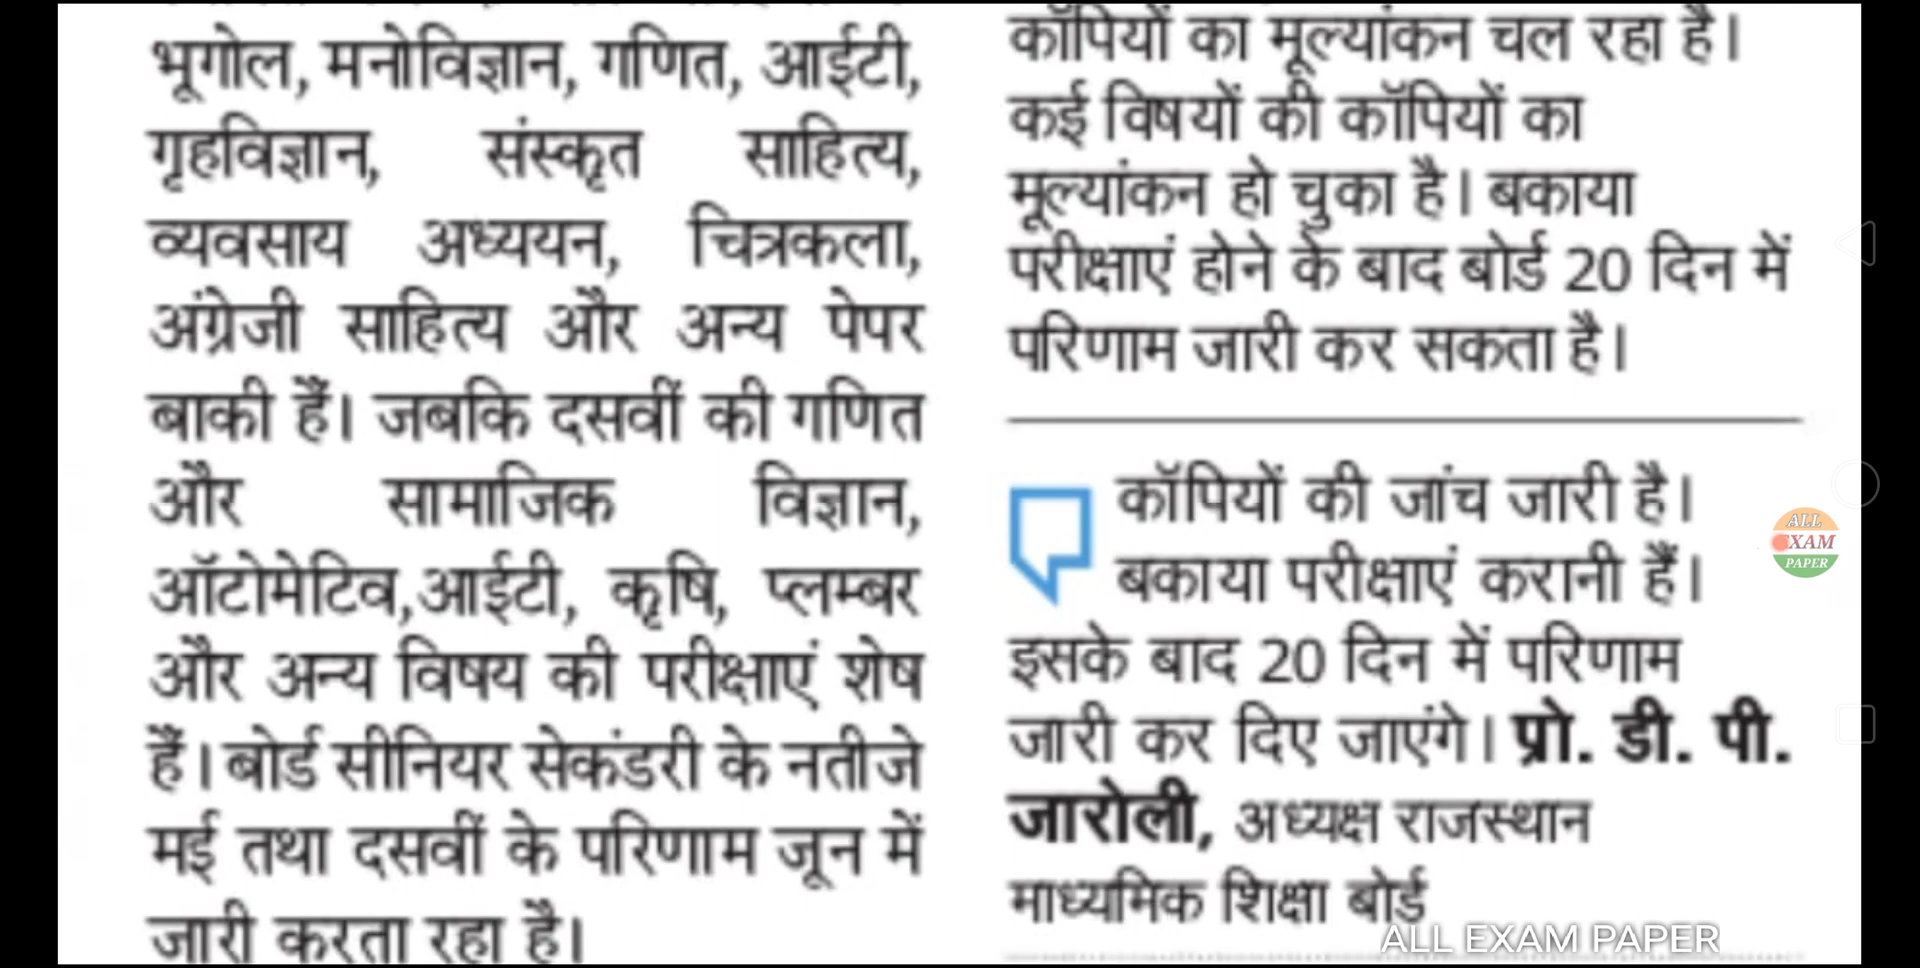 भूगोल, मनोविज्ञान, गणित, आईटी,
गृहविज्ञान, संस्कृत साहित्य,
व्यवसाय अध्ययन, चित्रकला,
अंग्रेजी साहित्य और अन्य पेपर
बाकी हैं। जबकि दसवीं की गणित
और सामाजिक विज्ञान,
ऑटोमेटिव,आईटी, कृषि, प्लम्बर
और अन्य विषय की परीक्षाएं शेष
हैं। बोर्ड सीनियर सेकंडरी के नतीजे
मई तथा दसवीं के परिणाम जून में
जारी करता रहा है।
कॉपियों का मूल्यांकन चल रहा है।
कई विषयों की कॉपियों का
मूल्यांकन हो चुका है। बकाया
परीक्षाएं होने के बाद बोर्ड 20 दिन में
परिणाम जारी कर सकता है।
कॉपियों की जांच जारी है।
बकाया परीक्षाएं करानी हैं।
इसके बाद 20 दिन में परिणाम
जारी कर दिए जाएंगे। प्रो. डी. पी.
जारोली, अध्यक्ष राजस्थान
माध्यमिक शिक्षा बोर्ड
ALL
EXAM
PAPER
ALL EXAM PAPER